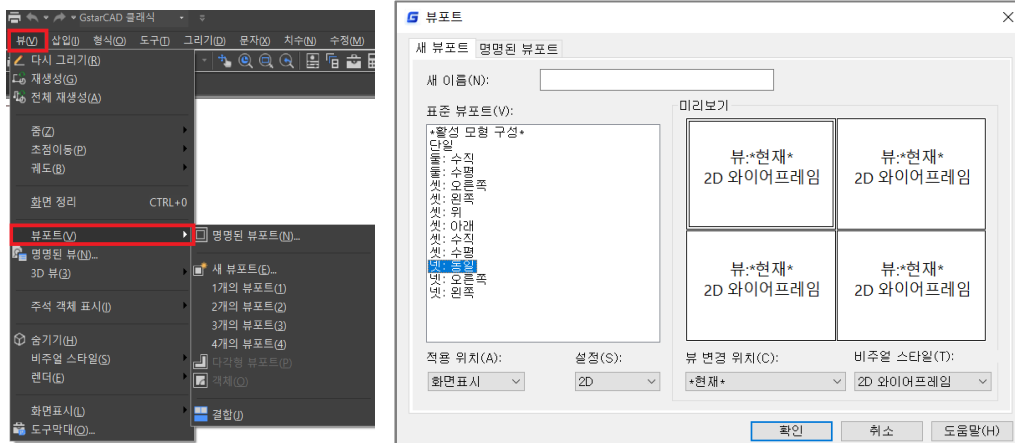 GstarCAD 클래식
뷰(V) 삽입(I) 형식(O) 도구(T) 그리기(D) 문자(X) 치수(N) 수정(M)
다시 그리기(R)
재생성(G)
전체 재생성(A)
줌(Z)
초점이동(P)
궤도(B)
화면 정리 CTRL+0
뷰포트(V)
명명된 뷰(N)...
3D 뷰(3)
주석 객체 표시(I)
숨기기(H)
비주얼 스타일(S)
렌더(E)
화면표시(L)
도구막대(O)...
명명된 뷰포트(N)...
새 뷰포트(E)...
1개의 뷰포트(1)
2개의 뷰포트(2)
3개의 뷰포트(3)
4개의 뷰포트(4)
다각형 뷰포트(P)
객체(O)
결합(J)
뷰포트
새 뷰포트 명명된 뷰포트
새 이름(N):
표준 뷰포트(V):
*활성 모형 구성*
단일
둘: 수직
둘: 수평
셋: 오른쪽
셋: 왼쪽
셋: 위
셋: 아래
셋: 수직
셋: 수평
넷: 동일
넷: 오른쪽
넷: 왼쪽
미리보기
뷰:*현재* 뷰:*현재*
2D 와이어프레임 2D 와이어프레임
뷰:*현재* 뷰:*현재*
2D 와이어프레임 2D 와이어프레임
적용 위치(A): 설정(S): 뷰 변경 위치(C): 비주얼 스타일(T):
화면표시 2D *현재* 2D 와이어프레임
확인 취소 도움말(H)